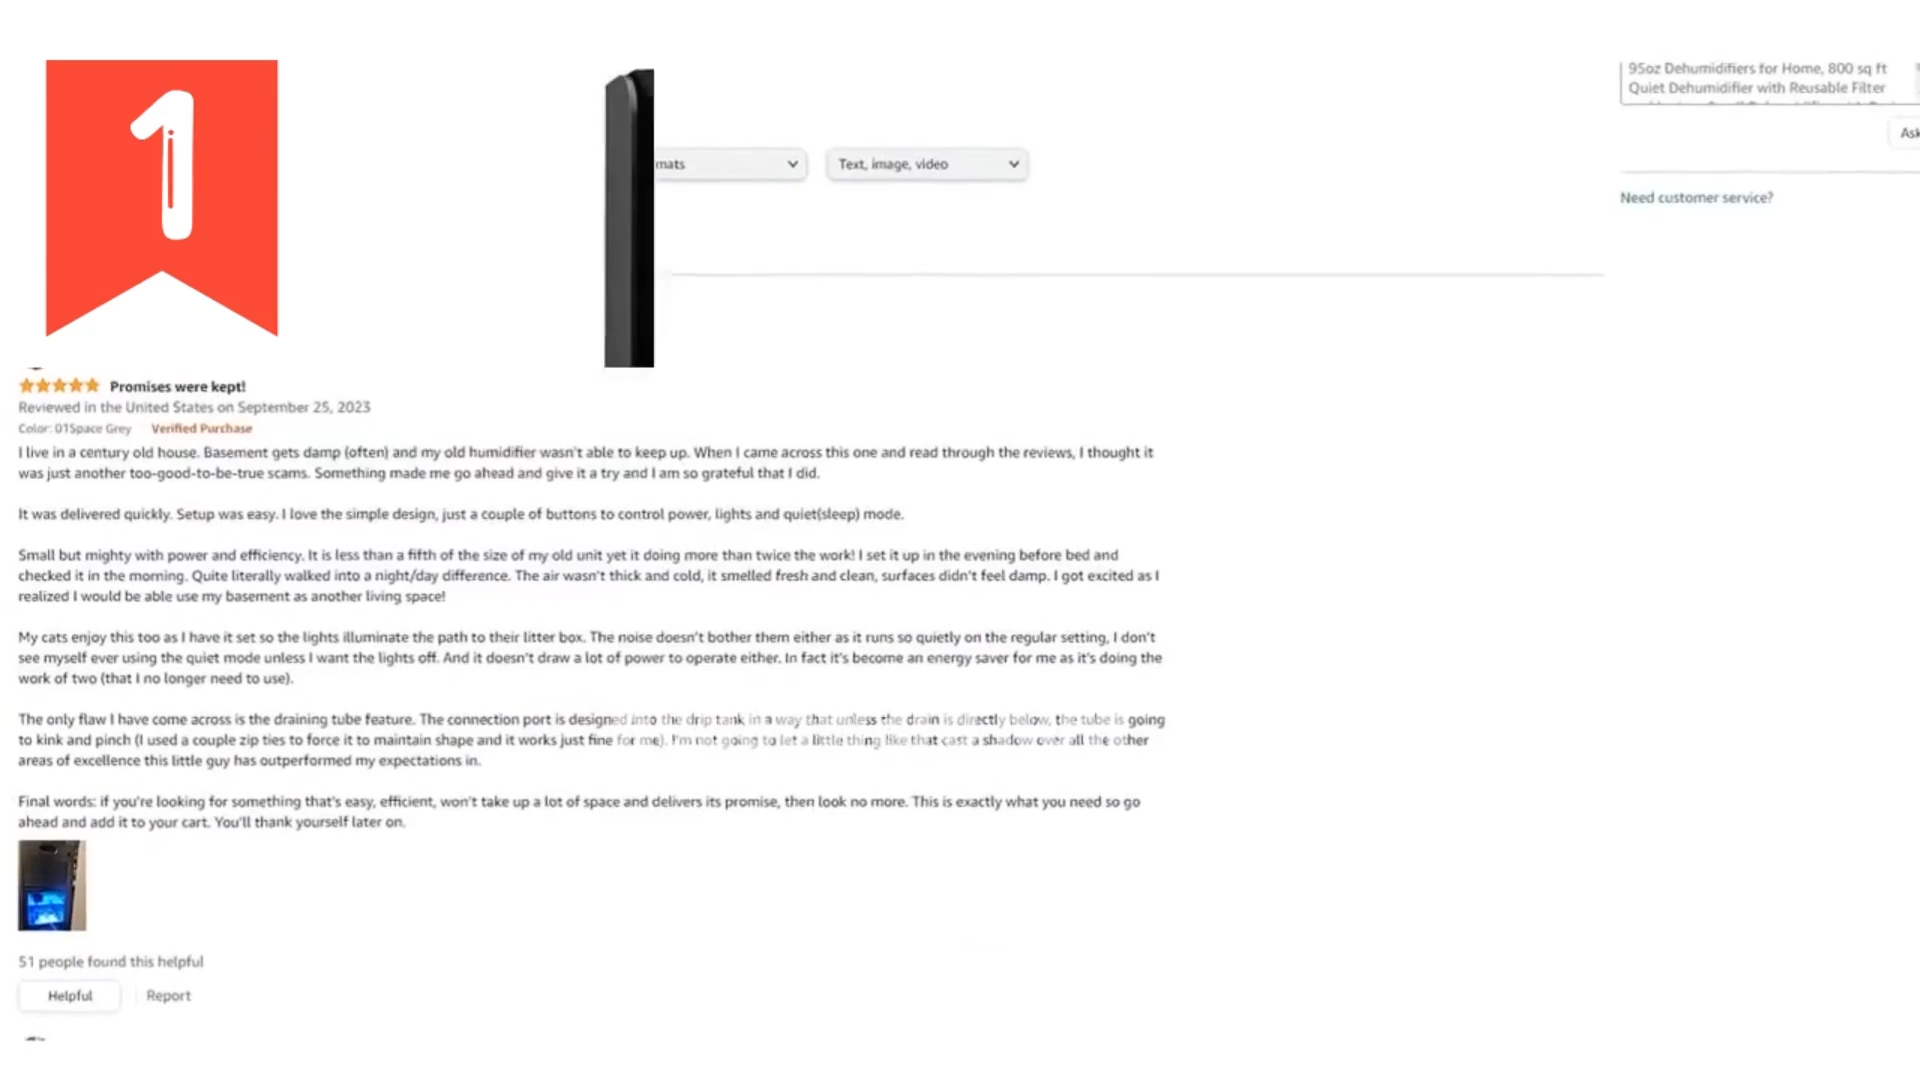 1
95oz Dehumidifiers for Home, 800 sq ft
Quiet Dehumidifier with Reusable Filter
Ask
mats
Text, image, video
Need customer service?
Promises were kept!
Reviewed in the United States on September 25, 2023
Color: 01Space Grey Verified Purchase
I live in a century old house. Basement gets damp (often) and my old humidifier wasn't able to keep up. When I came across this one and read through the reviews, I thought it
was just another too-good-to-be-true scams. Something made me go ahead and give it a try and I am so grateful that I did.
It was delivered quickly. Setup was easy. I love the simple design, just a couple of buttons to control power, lights and quiet(sleep) mode.
Small but mighty with power and efficiency. It is less than a fifth of the size of my old unit yet it doing more than twice the work! I set it up in the evening before bed and
checked it in the morning. Quite literally walked into a night/day difference. The air wasn't thick and cold, it smelled fresh and clean, surfaces didn't feel damp. I got excited as I
realized I would be able use my basement as another living space!
My cats enjoy this too as I have it set so the lights illuminate the path to their litter box. The noise doesn't bother them either as it runs so quietly on the regular setting, I don't
see myself ever using the quiet mode unless I want the lights off. And it doesn't draw a lot of power to operate either. In fact it's become an energy saver for me as it's doing the
work of two (that I no longer need to use).
The only flaw I have come across is the draining tube feature. The connection port is designed into the drip tank in a way that unless the drain is directly below, the tube is going
to kink and pinch (I used a couple zip ties to force it to maintain shape and it works just fine for me). I'm not going to let a little thing like that cast a shadow over all the other
areas of excellence this little guy has outperformed my expectations in.
Final words: if you're looking for something that's easy, efficient, won't take up a lot of space and delivers its promise, then look no more. This is exactly what you need so go
ahead and add it to your cart. You'll thank yourself later on.
51 people found this helpful
Helpful
Report